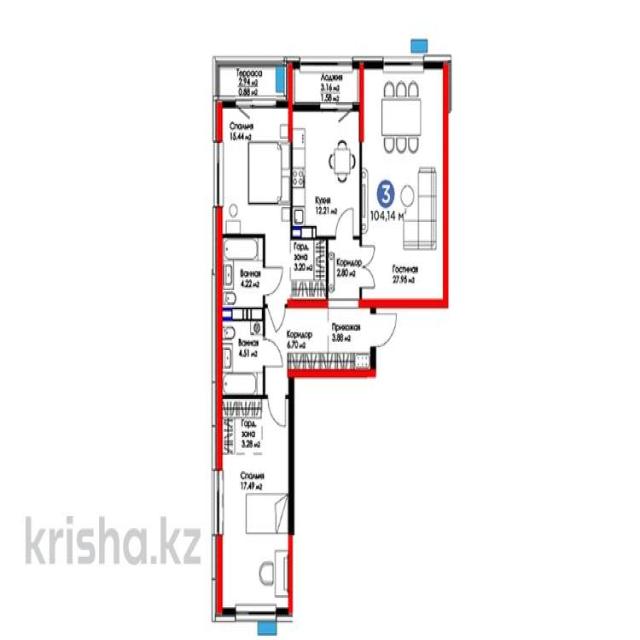 Терраса
2.94 м2
0.88 м2
Лоджия
3.16 м2
1.58 м2
Спальня
15.44 м2
Кухня
12.21 м2
3
104,14 м²
Гард.
зона
3.20 м2
Коридор
2.80 м2
Гостиная
27.95 м2
Ванная
4.22 м2
Ванная
4.51 м2
Коридор
6.70 м2
Прихожая
3.88 м2
Гард.
зона
3.28 м2
Спальня
17.49 м2
krisha.kz